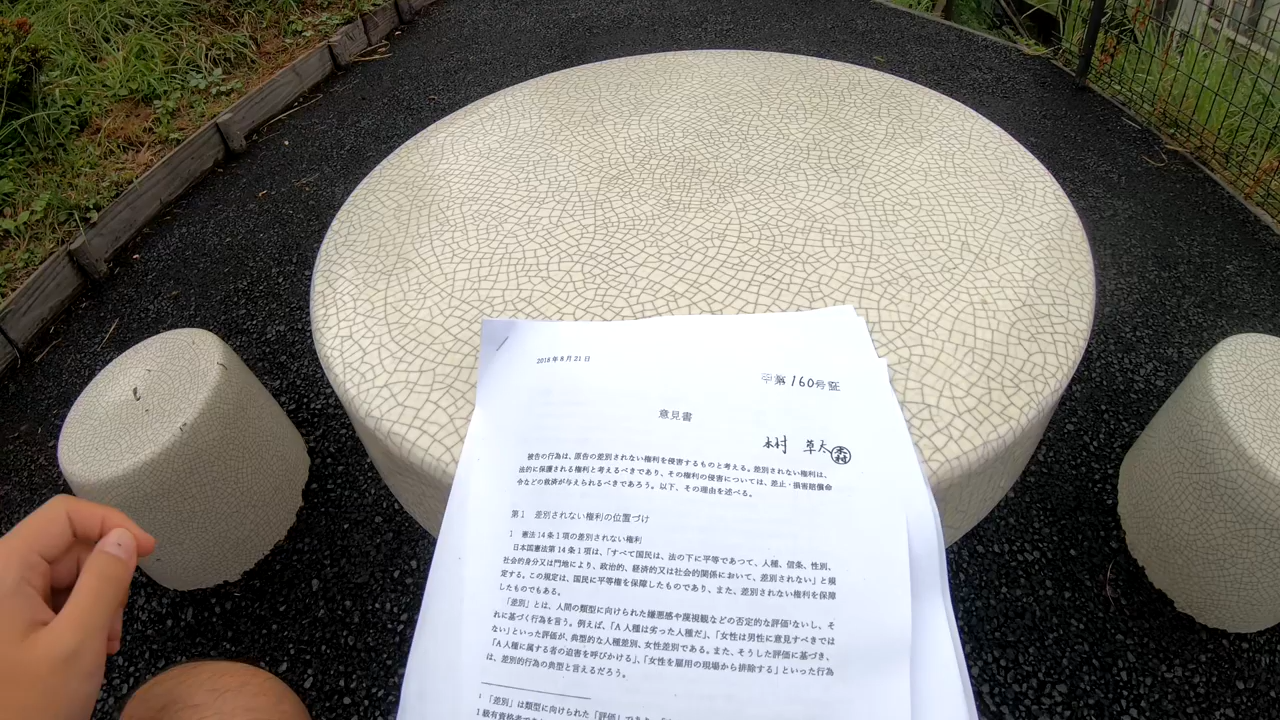 2018年8月21日
甲第160号証
意見書
木村 草太
木村
被告の行為は、原告の差別されない権利を侵害するものと考える。差別されない権利は、
法的に保護される権利と考えるべきであり、その権利の侵害については、差止・損害賠償命
令などの救済が与えられるべきであろう。以下、その理由を述べる。
第1 差別されない権利の位置づけ
1 憲法14条1項の差別されない権利
日本国憲法第14条1項は、「すべて国民は、法の下に平等であつて、人種、信条、性別、
社会的身分又は門地により、政治的、経済的又は社会的関係において、差別されない」と規
定する。この規定は、国民に平等権を保障したものであり、また、差別されない権利を保障
したものでもある。
「差別」とは、人間の類型に向けられた嫌悪感や蔑視観などの否定的な評価1ないし、そ
れに基づく行為を言う。例えば、「A人種は劣った人種だ」、「女性は男性に意見すべきでは
ない」といった評価が、典型的な人種差別、女性差別である。また、そうした評価に基づき、
「A人種に属する者の迫害を呼びかける」、「女性を雇用の現場から排除する」といった行為
は、差別的行為の典型と言えるだろう。
1 「差別」は類型に向けられた「評価」であ
1級有資格者で